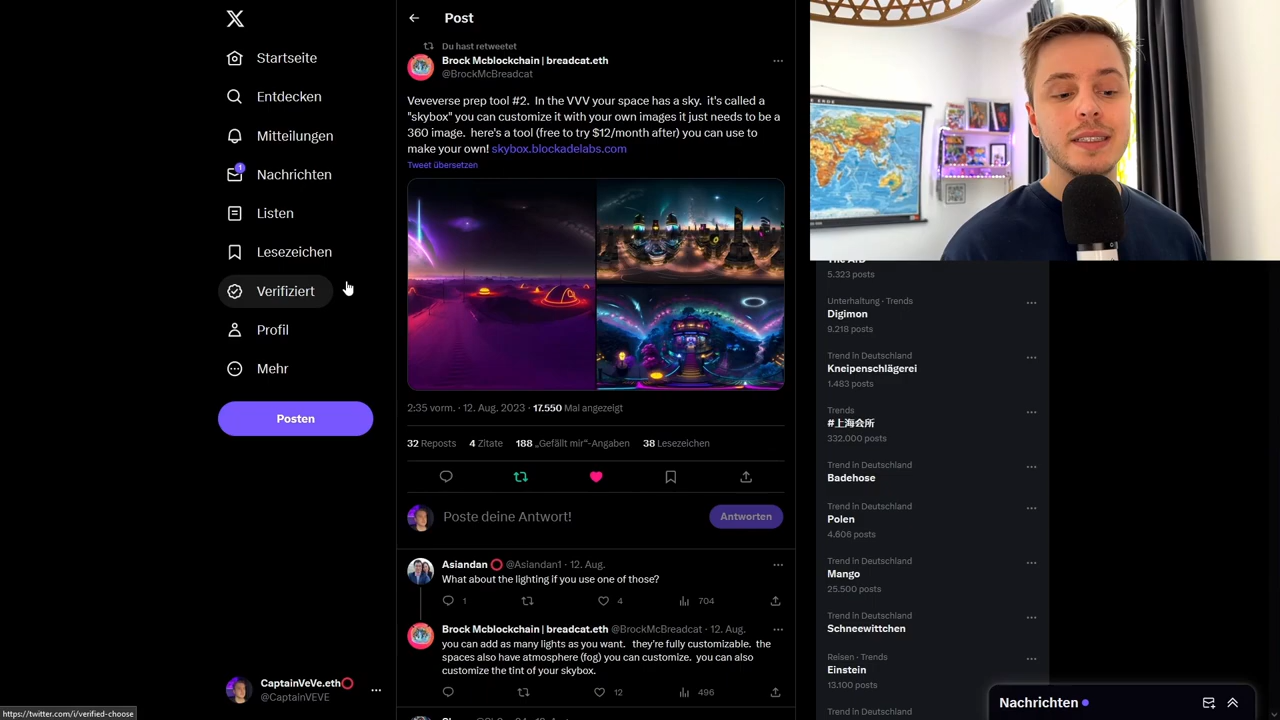 Startseite
Entdecken
Mitteilungen
1
Nachrichten
Listen
Lesezeichen
Verifiziert
Profil
Mehr
Posten
CaptainVeVe.eth⭕
@CaptainVEVE
https://twitter.com/i/verified-choose
Post
Du hast retweetet
Brock Mcblockchain | breadcat.eth
@BrockMcBreadcat
Veveverse prep tool #2. In the VVV your space has a sky. it's called a
"skybox" you can customize it with your own images it just needs to be a
360 image. here's a tool (free to try $12/month after) you can use to
make your own! skybox.blockadelabs.com
Tweet übersetzen
2:35 vorm. · 12. Aug. 2023 · 17.550 Mal angezeigt
32 Reposts 4 Zitate 188 „Gefällt mir“-Angaben 38 Lesezeichen
Poste deine Antwort!
Antworten
Asiandan ⭕ @Asiandan1 · 12. Aug.
What about the lighting if you use one of those?
1 4 704
Brock Mcblockchain | breadcat.eth @BrockMcBreadcat · 12. Aug.
you can add as many lights as you want. they're fully customizable. the
spaces also have atmosphere (fog) you can customize. you can also
customize the tint of your skybox.
12 496
5.323 posts
Unterhaltung · Trends
Digimon
9.218 posts
Trend in Deutschland
Kneipenschlägerei
1.483 posts
Trends
#上海会所
332.000 posts
Trend in Deutschland
Badehose
Trend in Deutschland
Polen
4.606 posts
Trend in Deutschland
Mango
25.500 posts
Trend in Deutschland
Schneewittchen
Reisen · Trends
Einstein
13.100 posts
Trend in Deutschland
Nachrichten